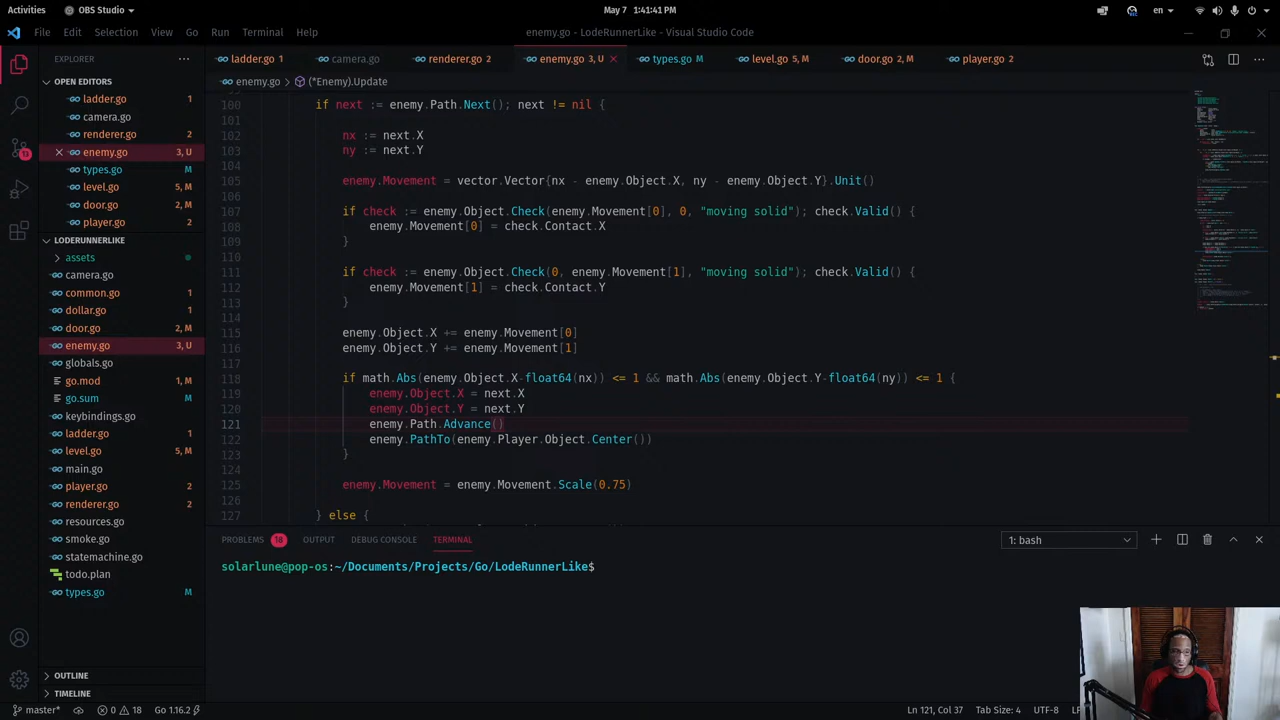 Activities
OBS Studio
May 7 1:41:41 PM
en
File Edit Selection View Go Run Terminal Help
enemy.go - LodeRunnerLike - Visual Studio Code
EXPLORER
ladder.go 1
camera.go
renderer.go 2
enemy.go 3, U
types.go M
level.go 5, M
door.go 2, M
player.go 2
OPEN EDITORS
ladder.go 1
camera.go
renderer.go 2
enemy.go 3, U
types.go M
level.go 5, M
door.go 2, M
player.go 2
LODERUNNERLIKE
assets
camera.go
common.go 1
dollar.go 1
door.go 2, M
enemy.go 3, U
globals.go
go.mod 1, M
go.sum M
keybindings.go
ladder.go 1
level.go 5, M
main.go
player.go 2
renderer.go 2
resources.go
smoke.go
statemachine.go
todo.plan
types.go M
OUTLINE
TIMELINE
enemy.go > (*Enemy).Update
100 if next := enemy.Path.Next(); next != nil {
101
102 nx := next.X
103 ny := next.Y
104
105 enemy.Movement = vector.Vector{nx - enemy.Object.X, ny - enemy.Object.Y}.Unit()
106
107 if check := enemy.Object.Check(enemy.Movement[0], 0, "moving solid"); check.Valid() {
108 enemy.Movement[0] = check.Contact.X
109 }
110
111 if check := enemy.Object.Check(0, enemy.Movement[1], "moving solid"); check.Valid() {
112 enemy.Movement[1] = check.Contact.Y
113 }
114
115 enemy.Object.X += enemy.Movement[0]
116 enemy.Object.Y += enemy.Movement[1]
117
118 if math.Abs(enemy.Object.X-float64(nx)) <= 1 && math.Abs(enemy.Object.Y-float64(ny)) <= 1 {
119 enemy.Object.X = next.X
120 enemy.Object.Y = next.Y
121 enemy.Path.Advance()
122 enemy.PathTo(enemy.Player.Object.Center())
123 }
124
125 enemy.Movement = enemy.Movement.Scale(0.75)
126
127 } else {
PROBLEMS 18 OUTPUT DEBUG CONSOLE TERMINAL
1: bash
solarlune@pop-os:~/Documents/Projects/Go/LodeRunnerLike$
master*
0 18
Go 1.16.2
Ln 121, Col 37
Tab Size: 4
UTF-8